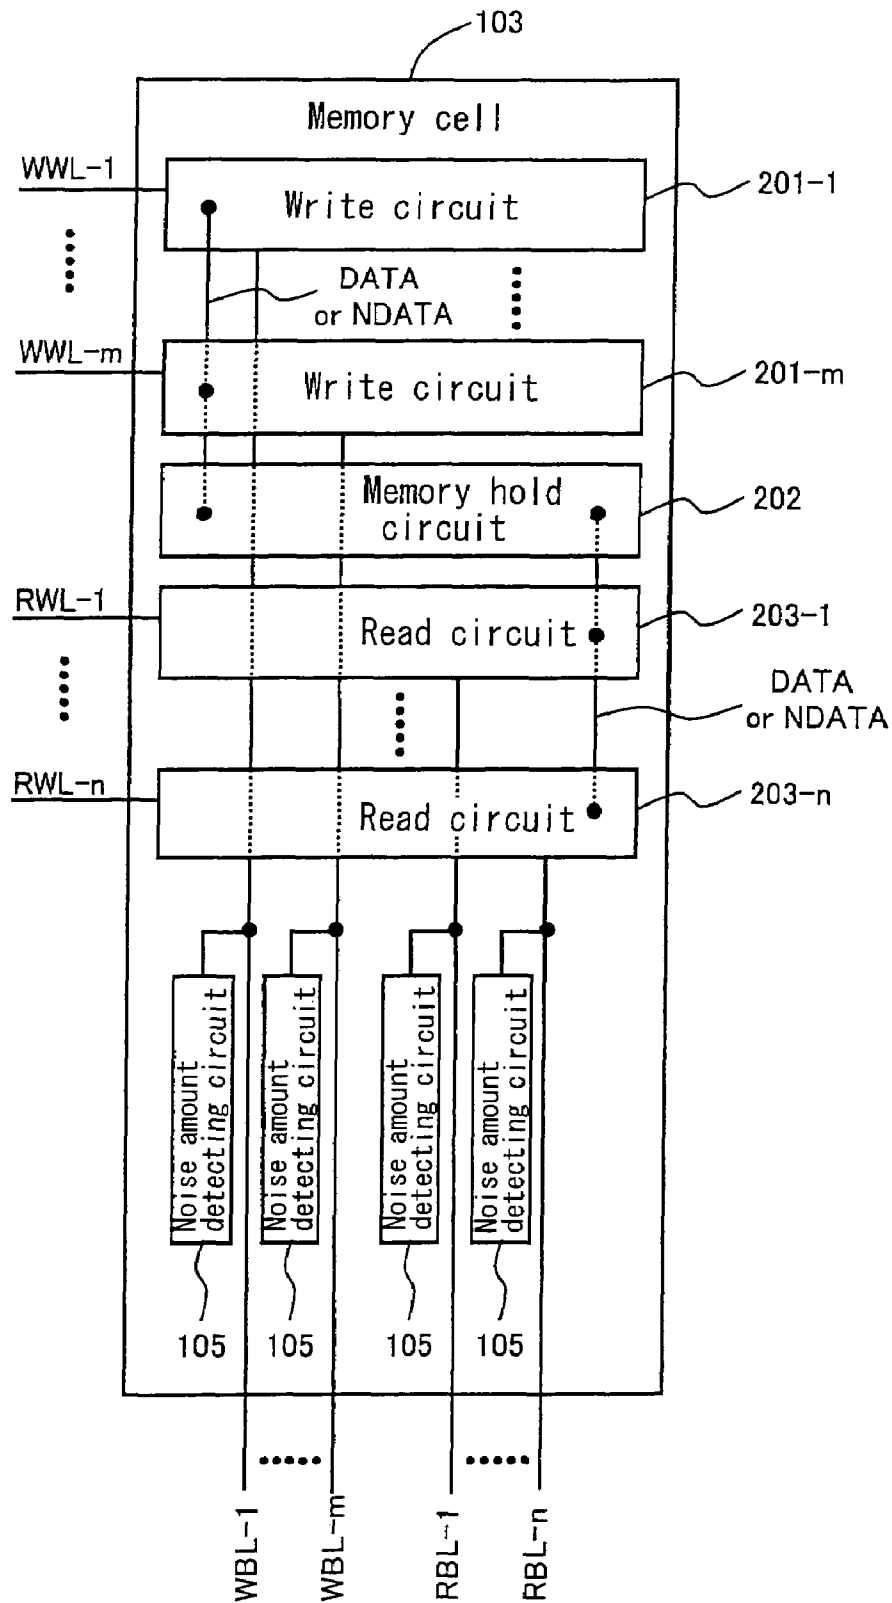 103
Memory cell
WWL-1
Write circuit
201-1
DATA
or NDATA
WWL-m
Write circuit
201-m
Memory hold
circuit
202
RWL-1
Read circuit
203-1
DATA
or NDATA
RWL-n
Read circuit
203-n
Noise amount
detecting circuit
Noise amount
detecting circuit
Noise amount
detecting circuit
Noise amount
detecting circuit
105
105
105
105
WBL-1
WBL-m
RBL-1
RBL-n